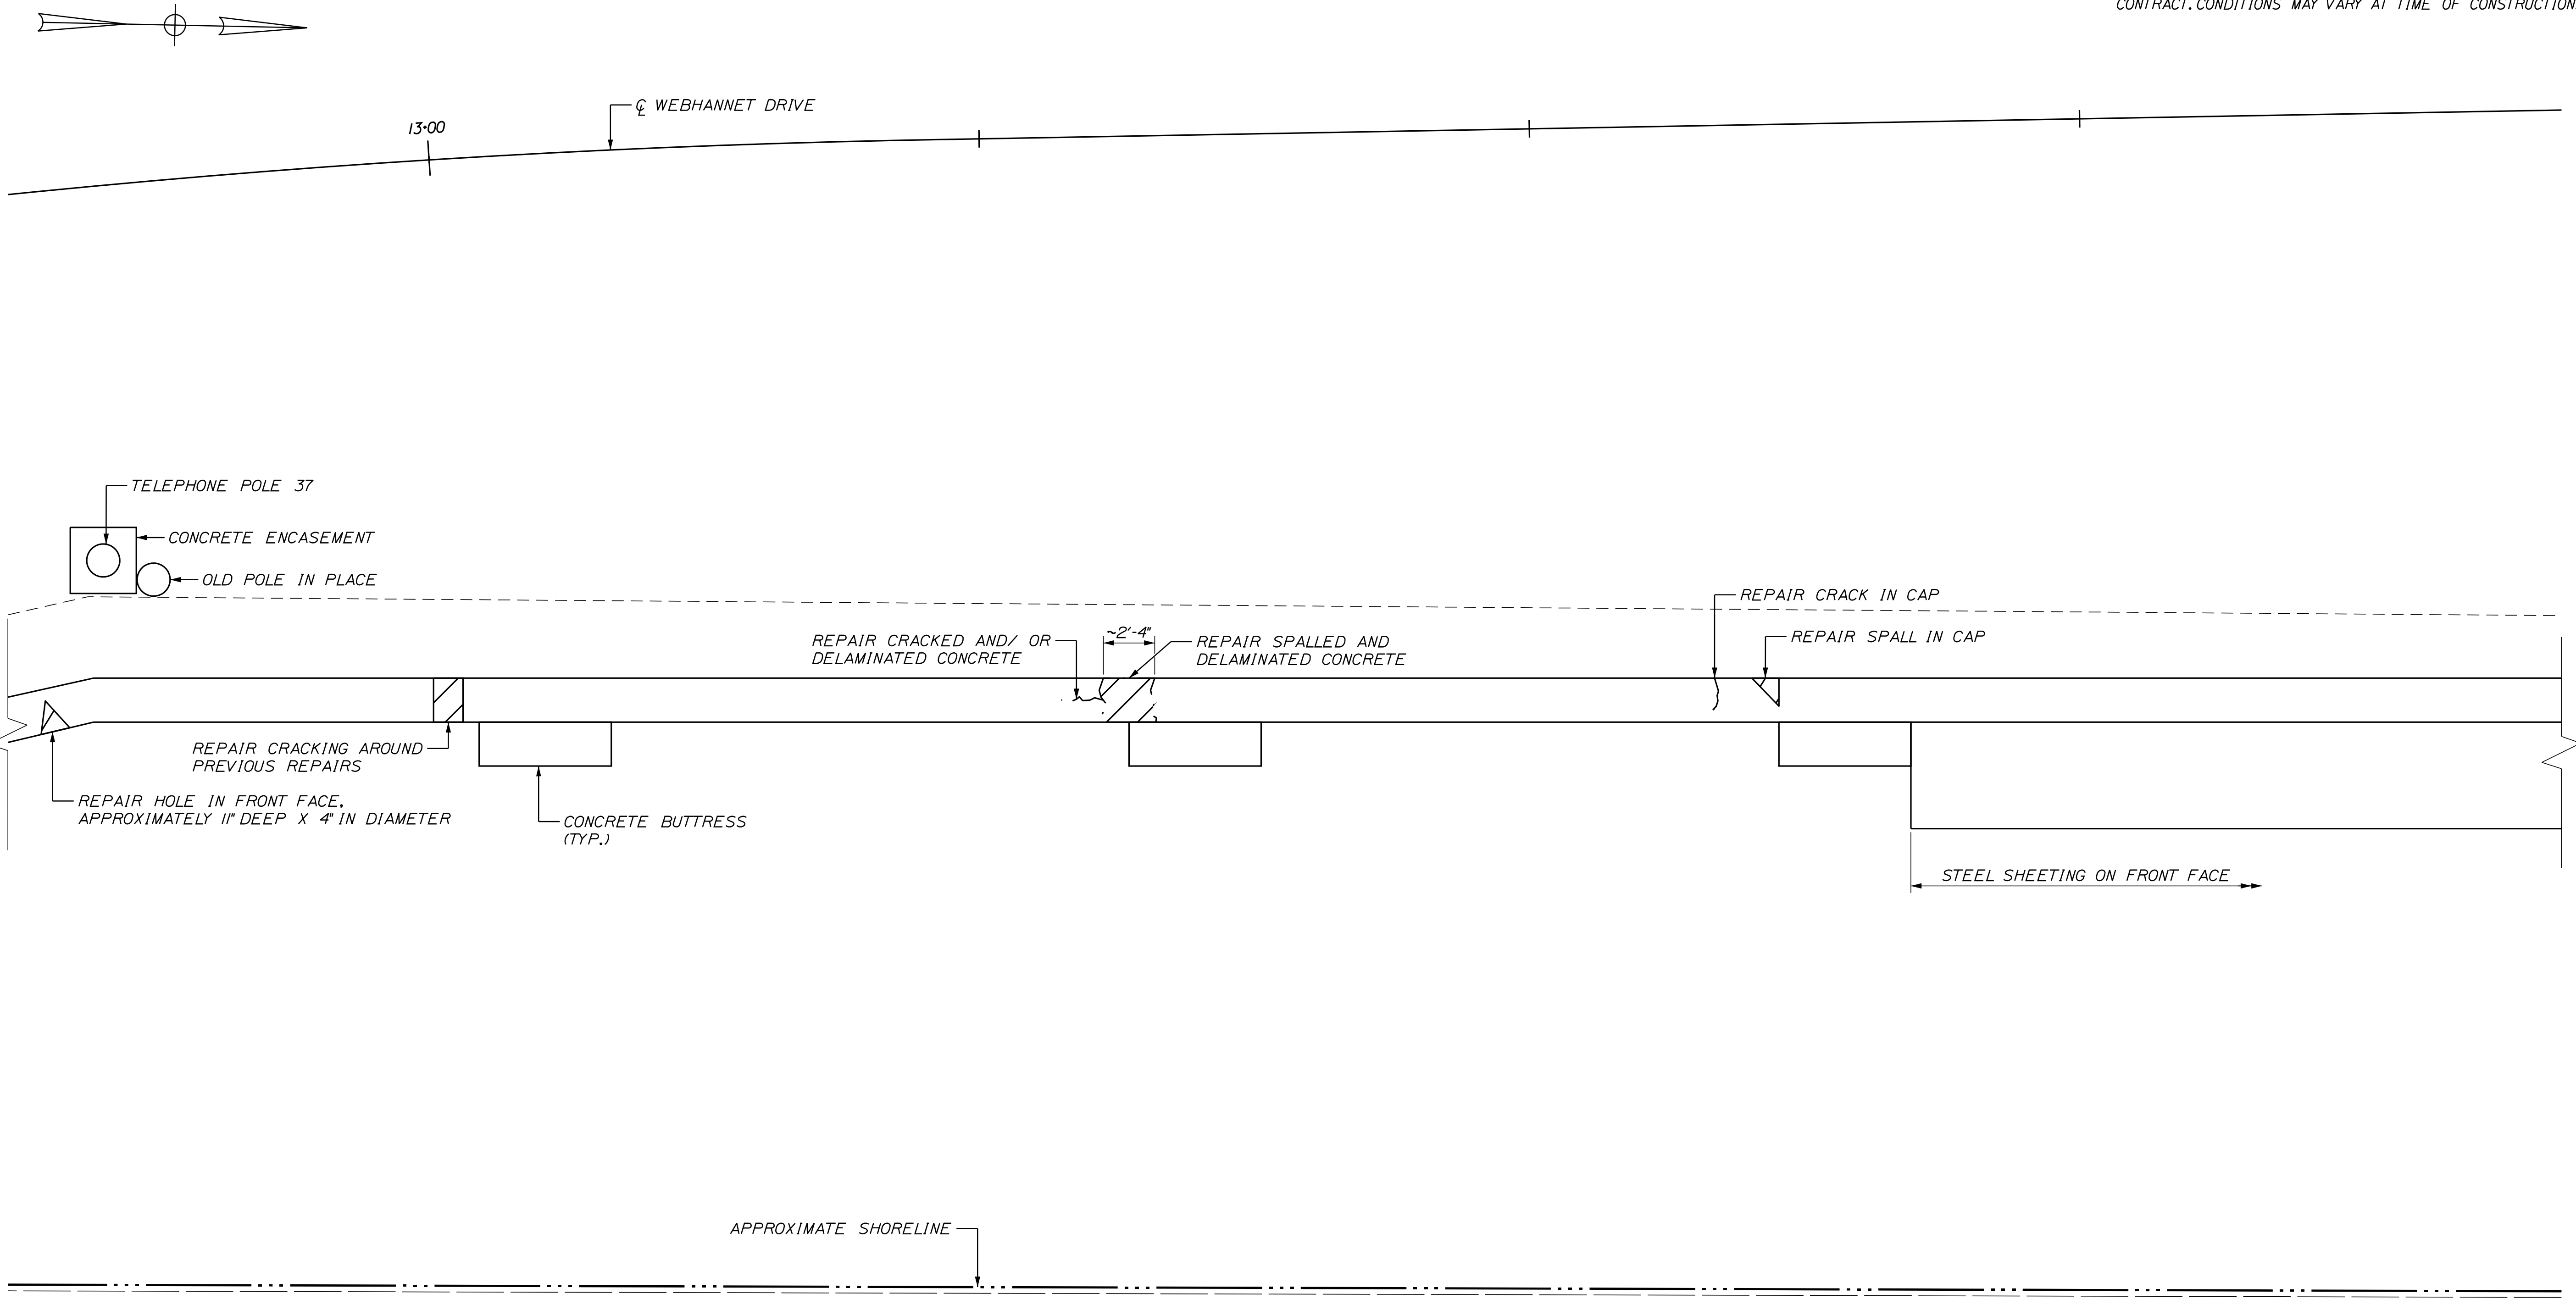 CONTRACT. CONDITIONS MAY VARY AT TIME OF CONSTRUCTION.
℄ WEBHANNET DRIVE
13+00
TELEPHONE POLE 37
CONCRETE ENCASEMENT
OLD POLE IN PLACE
REPAIR CRACK IN CAP
REPAIR CRACKED AND/ OR
DELAMINATED CONCRETE
~2'-4"
REPAIR SPALLED AND
DELAMINATED CONCRETE
REPAIR SPALL IN CAP
REPAIR CRACKING AROUND
PREVIOUS REPAIRS
REPAIR HOLE IN FRONT FACE,
APPROXIMATELY 11" DEEP X 4" IN DIAMETER
CONCRETE BUTTRESS
(TYP.)
STEEL SHEETING ON FRONT FACE
APPROXIMATE SHORELINE